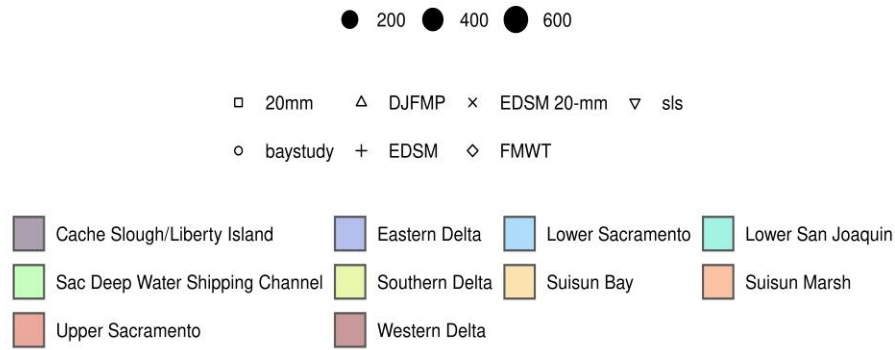 200 400 600
20mm DJFMP EDSM 20-mm sls
baystudy EDSM FMWT
Cache Slough/Liberty Island Eastern Delta Lower Sacramento Lower San Joaquin
Sac Deep Water Shipping Channel Southern Delta Suisun Bay Suisun Marsh
Upper Sacramento Western Delta